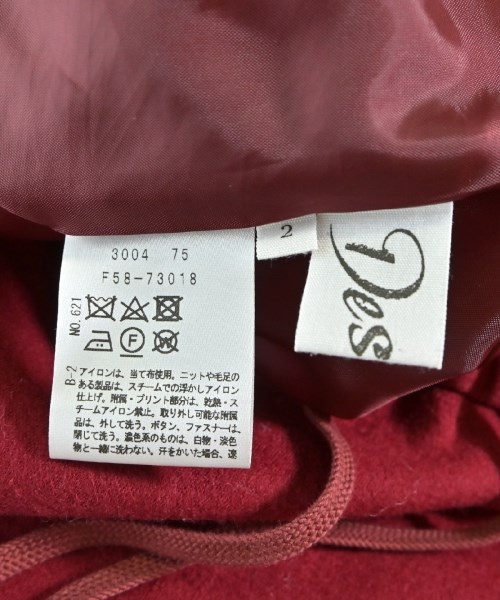 3004 75
F58-73018
NO.621
F
W
B-2
アイロンは、当て布使用。ニットや毛足の
ある製品は、スチームでの浮かしアイロン
仕上げ。附属・プリント部分は、乾熱・ス
チームアイロン禁止。取り外し可能な附属
品は、外して洗う。ボタン、ファスナーは
閉じて洗う。濃色系のものは、白物・淡色
物と一緒に洗わない。汗をかいた場合、速
2
Des